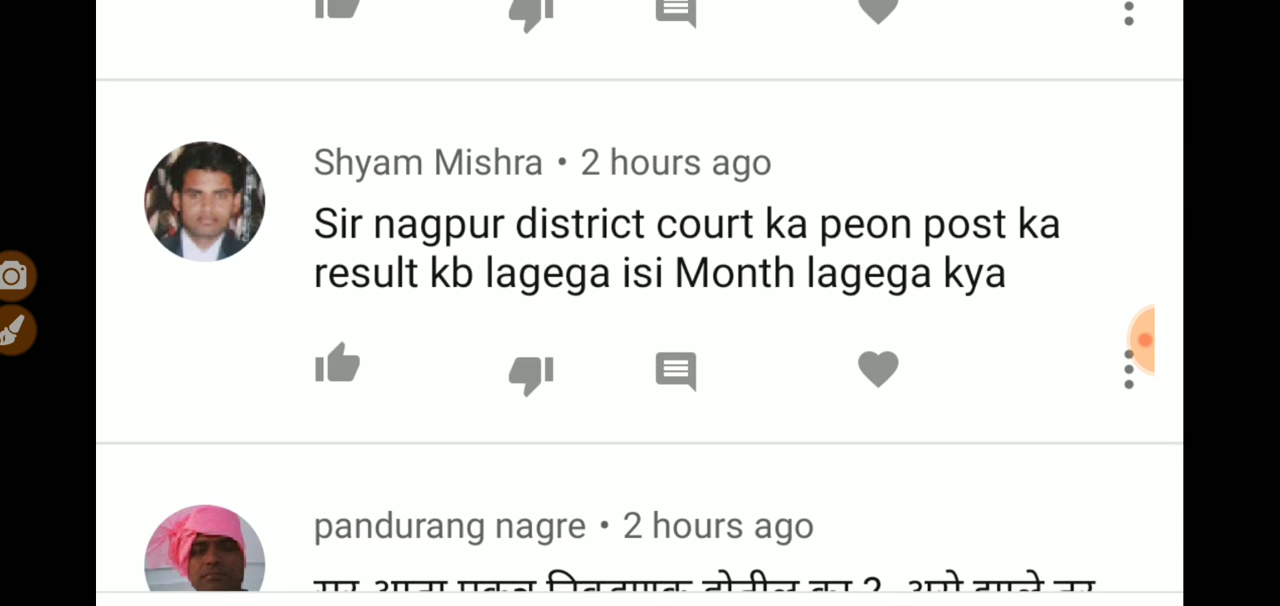 Shyam Mishra • 2 hours ago
Sir nagpur district court ka peon post ka
result kb lagega isi Month lagega kya
pandurang nagre • 2 hours ago